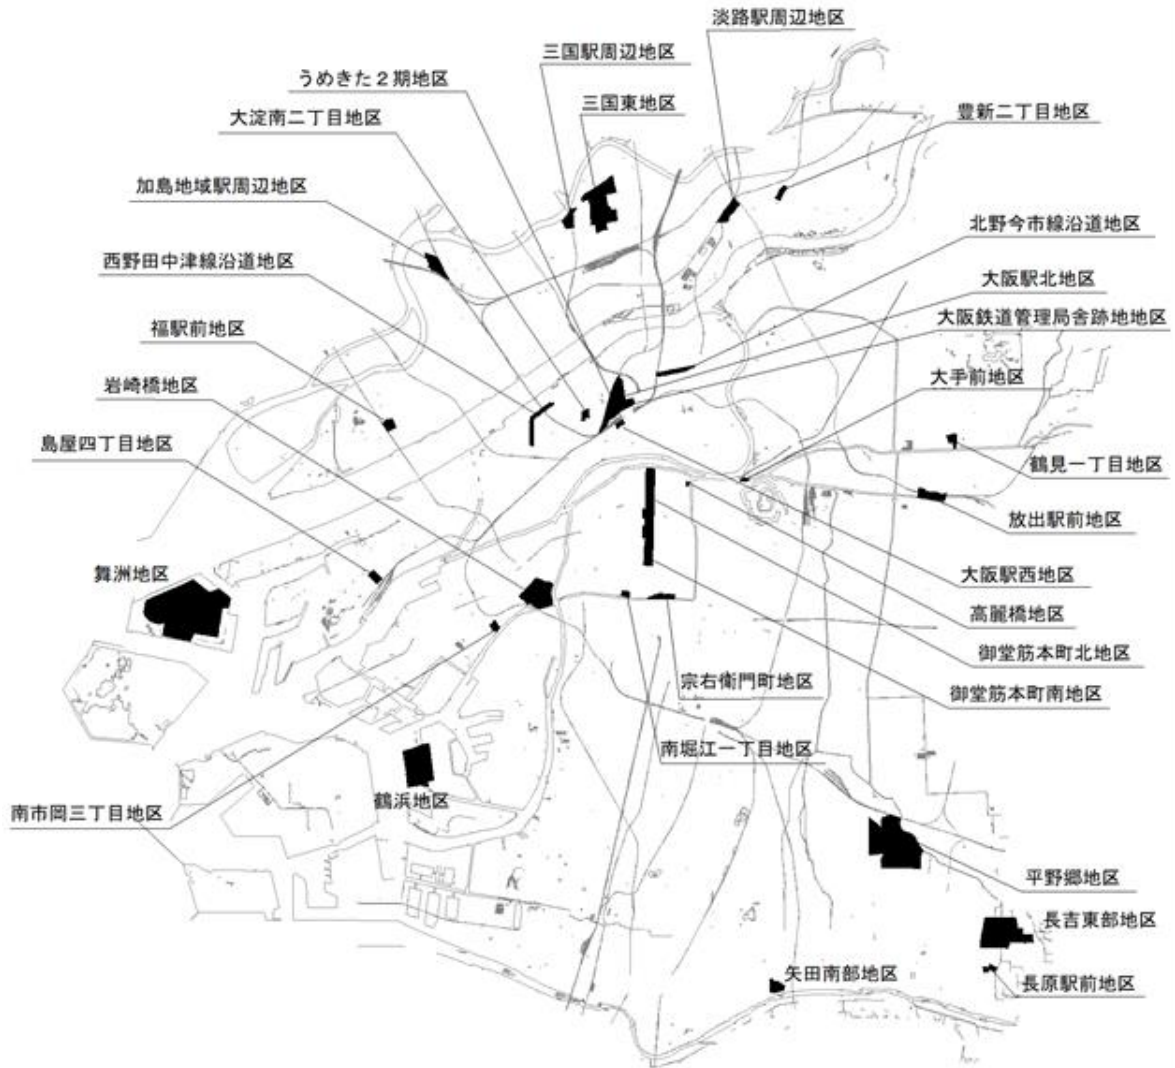 淡路駅周辺地区
三国駅周辺地区
うめきた２期地区
三国東地区
大淀南二丁目地区
豊新二丁目地区
加島地域駅周辺地区
北野今市線沿道地区
西野田中津線沿道地区
大阪駅北地区
大阪鉄道管理局舎跡地地区
福駅前地区
大手前地区
岩崎橋地区
島屋四丁目地区
鶴見一丁目地区
放出駅前地区
舞洲地区
大阪駅西地区
高麗橋地区
御堂筋本町北地区
宗右衛門町地区
御堂筋本町南地区
南堀江一丁目地区
鶴浜地区
南市岡三丁目地区
平野郷地区
長吉東部地区
矢田南部地区
長原駅前地区